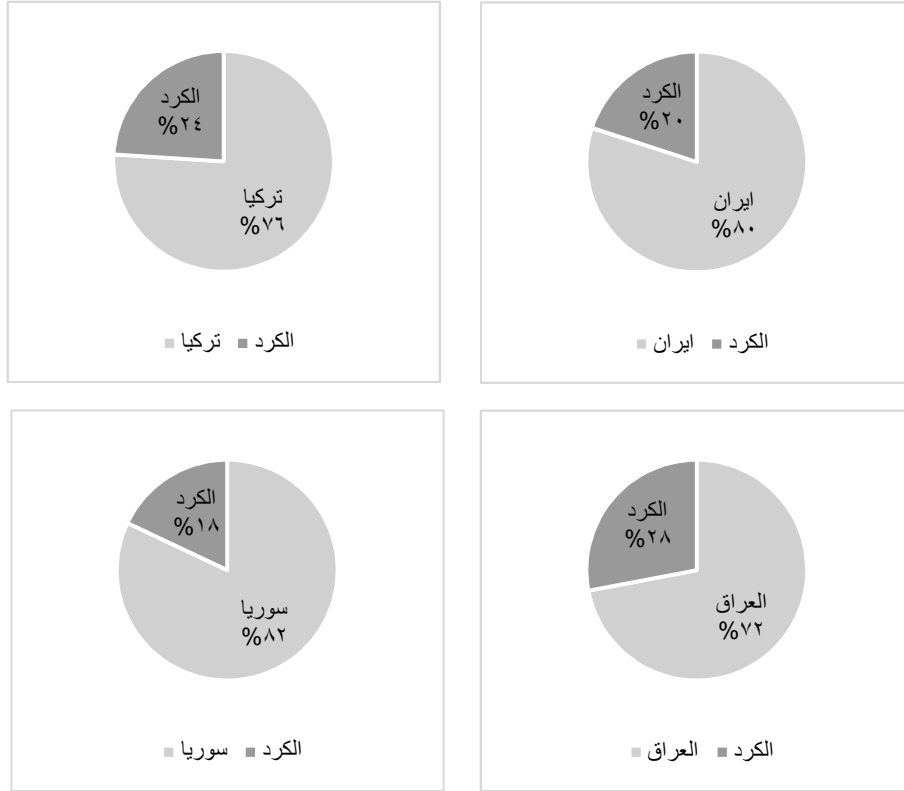 الكرد
%٢٠
ايران
%٨٠
الكرد ايران
الكرد
%٢٤
تركيا
%٧٦
الكرد تركيا
الكرد
%٢٨
العراق
%٧٢
الكرد العراق
الكرد
%١٨
سوريا
%٨٢
الكرد سوريا